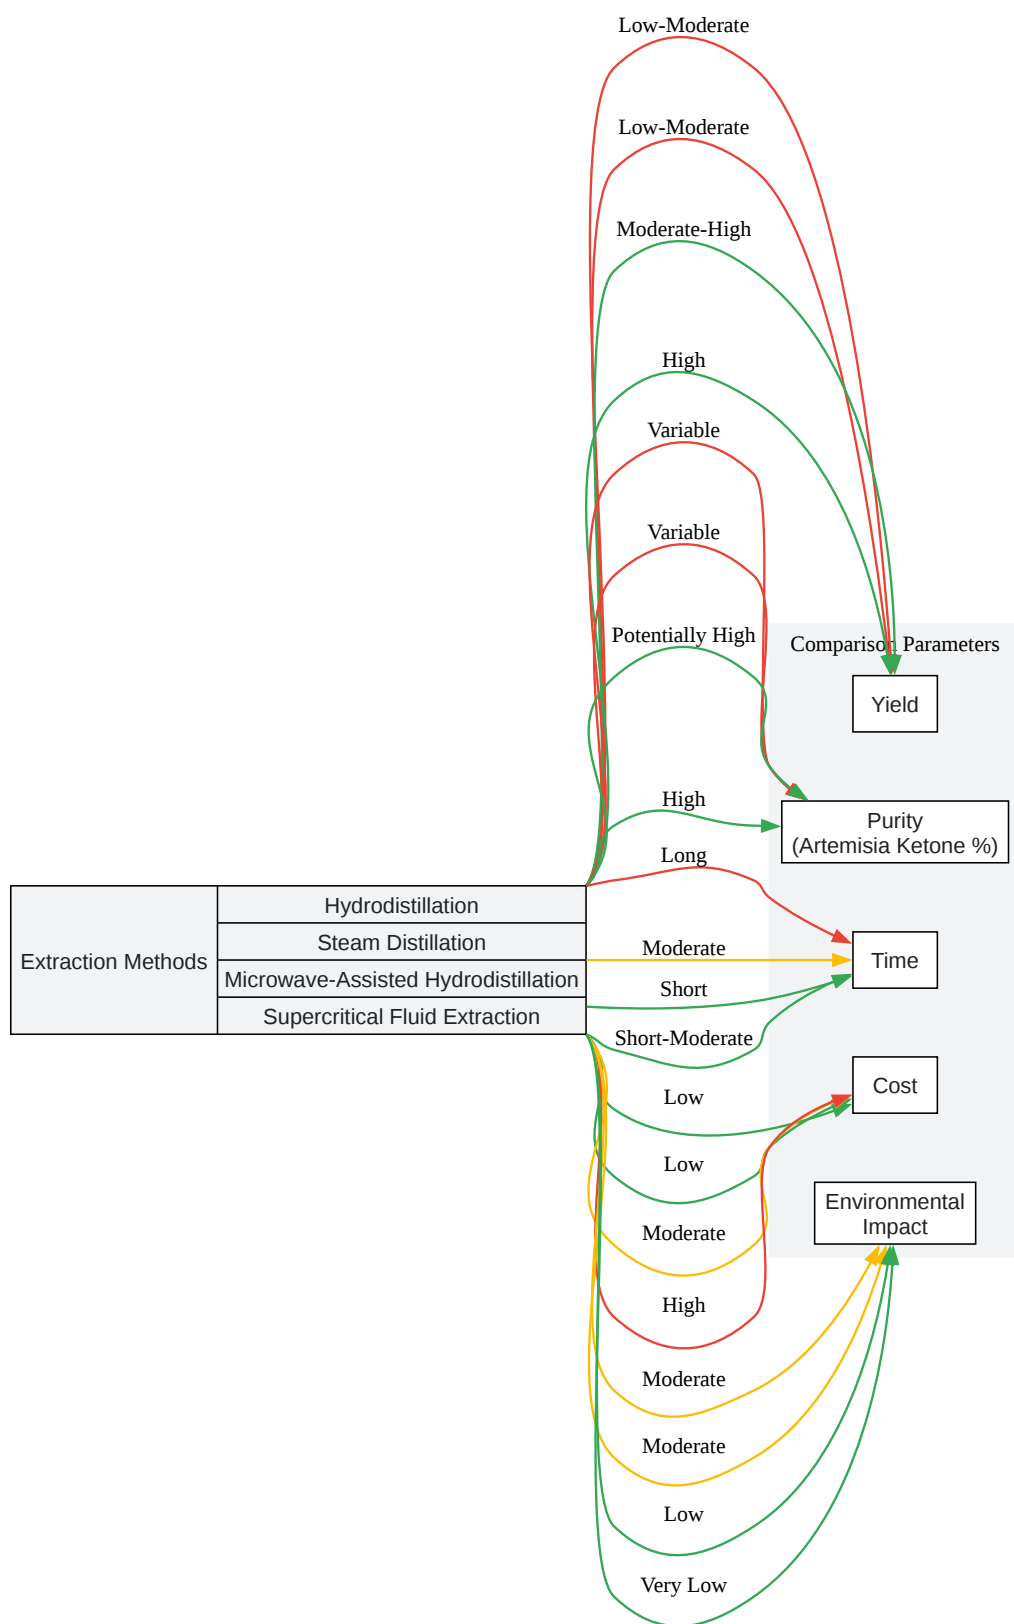 Low-Moderate
Low-Moderate
Moderate-High
High
Variable
Variable
Potentially High
Comparison Parameters
Yield
High
Purity
(Artemisia Ketone %)
Long
Extraction Methods
Hydrodistillation
Steam Distillation
Microwave-Assisted Hydrodistillation
Supercritical Fluid Extraction
Moderate
Time
Short
Short-Moderate
Cost
Low
Low
Environmental
Impact
Moderate
High
Moderate
Moderate
Low
Very Low